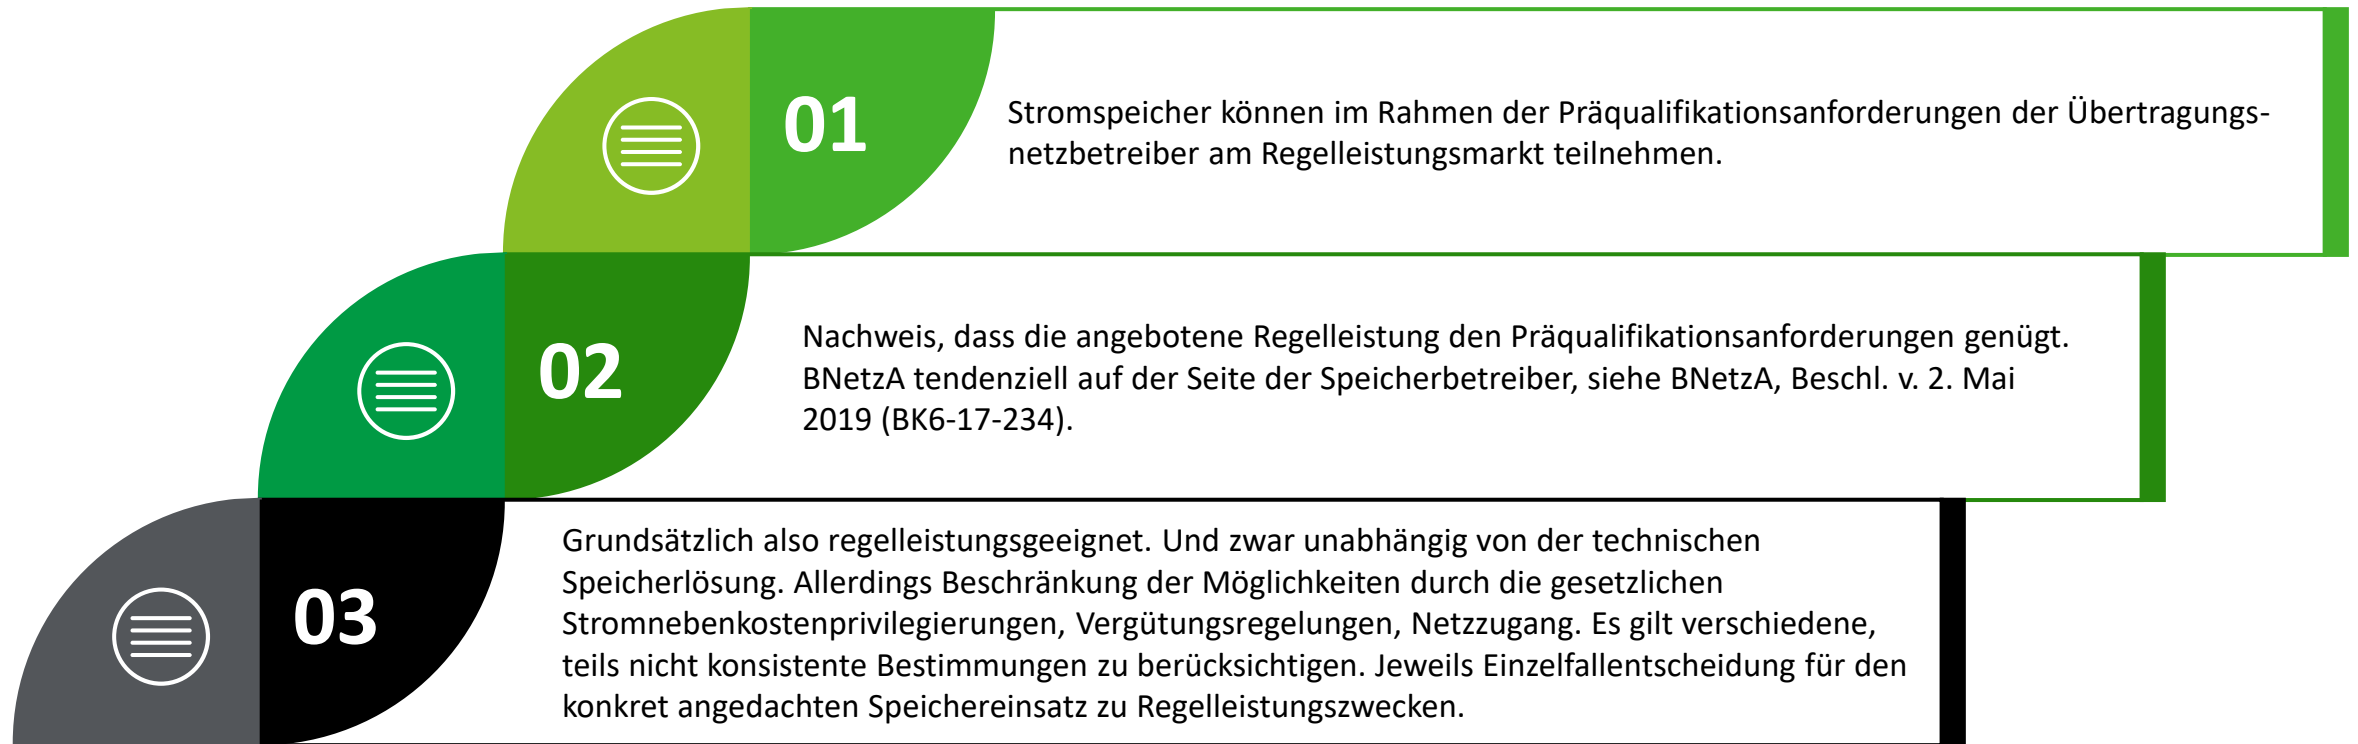 01
Stromspeicher können im Rahmen der Präqualifikationsanforderungen der Übertragungs-
netzbetreiber am Regelleistungsmarkt teilnehmen.
02
Nachweis, dass die angebotene Regelleistung den Präqualifikationsanforderungen genügt.
BNetzA tendenziell auf der Seite der Speicherbetreiber, siehe BNetzA, Beschl. v. 2. Mai
2019 (BK6-17-234).
03
Grundsätzlich also regelleistungsgeeignet. Und zwar unabhängig von der technischen
Speicherlösung. Allerdings Beschränkung der Möglichkeiten durch die gesetzlichen
Stromnebenkostenprivilegierungen, Vergütungsregelungen, Netzzugang. Es gilt verschiedene,
teils nicht konsistente Bestimmungen zu berücksichtigen. Jeweils Einzelfallentscheidung für den
konkret angedachten Speichereinsatz zu Regelleistungszwecken.